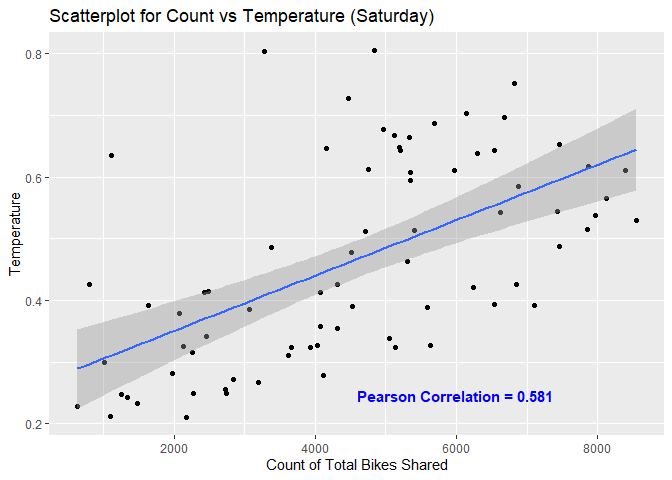 Scatterplot for Count vs Temperature (Saturday)
0.8
0.6
0.4
0.2
Temperature
Pearson Correlation = 0.581
2000 4000 6000 8000
Count of Total Bikes Shared